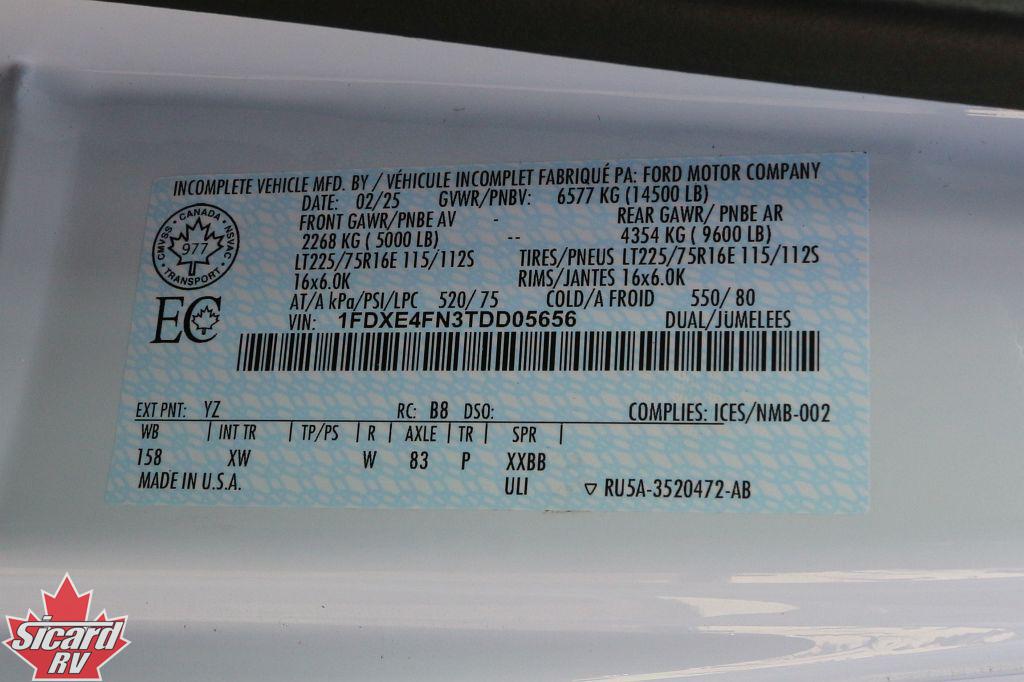 INCOMPLETE VEHICLE MFD. BY / VÉHICULE INCOMPLET FABRIQUÉ PA: FORD MOTOR COMPANY
DATE: 02/25 GVWR/PNBV: 6577 KG (14500 LB)
FRONT GAWR/PNBE AV - REAR GAWR/ PNBE AR
2268 KG ( 5000 LB) -- 4354 KG ( 9600 LB)
LT225/75R16E 115/112S TIRES/PNEUS LT225/75R16E 115/112S
16x6.0K RIMS/JANTES 16x6.0K
AT/A kPa/PSI/LPC 520/75 COLD/A FROID 550/80
VIN: 1FDXE4FN3TDD05656 DUAL/JUMELEES
CANADA
CMVSS 977 NSVAC
TRANSPORT
EC
EXT PNT: YZ RC: B8 DSO: COMPLIES: ICES/NMB-002
WB | INT TR | TP/PS | R | AXLE | TR | SPR |
158 XW W 83 P XXBB
MADE IN U.S.A. ULI ▽ RU5A-3520472-AB
Sicard
RV